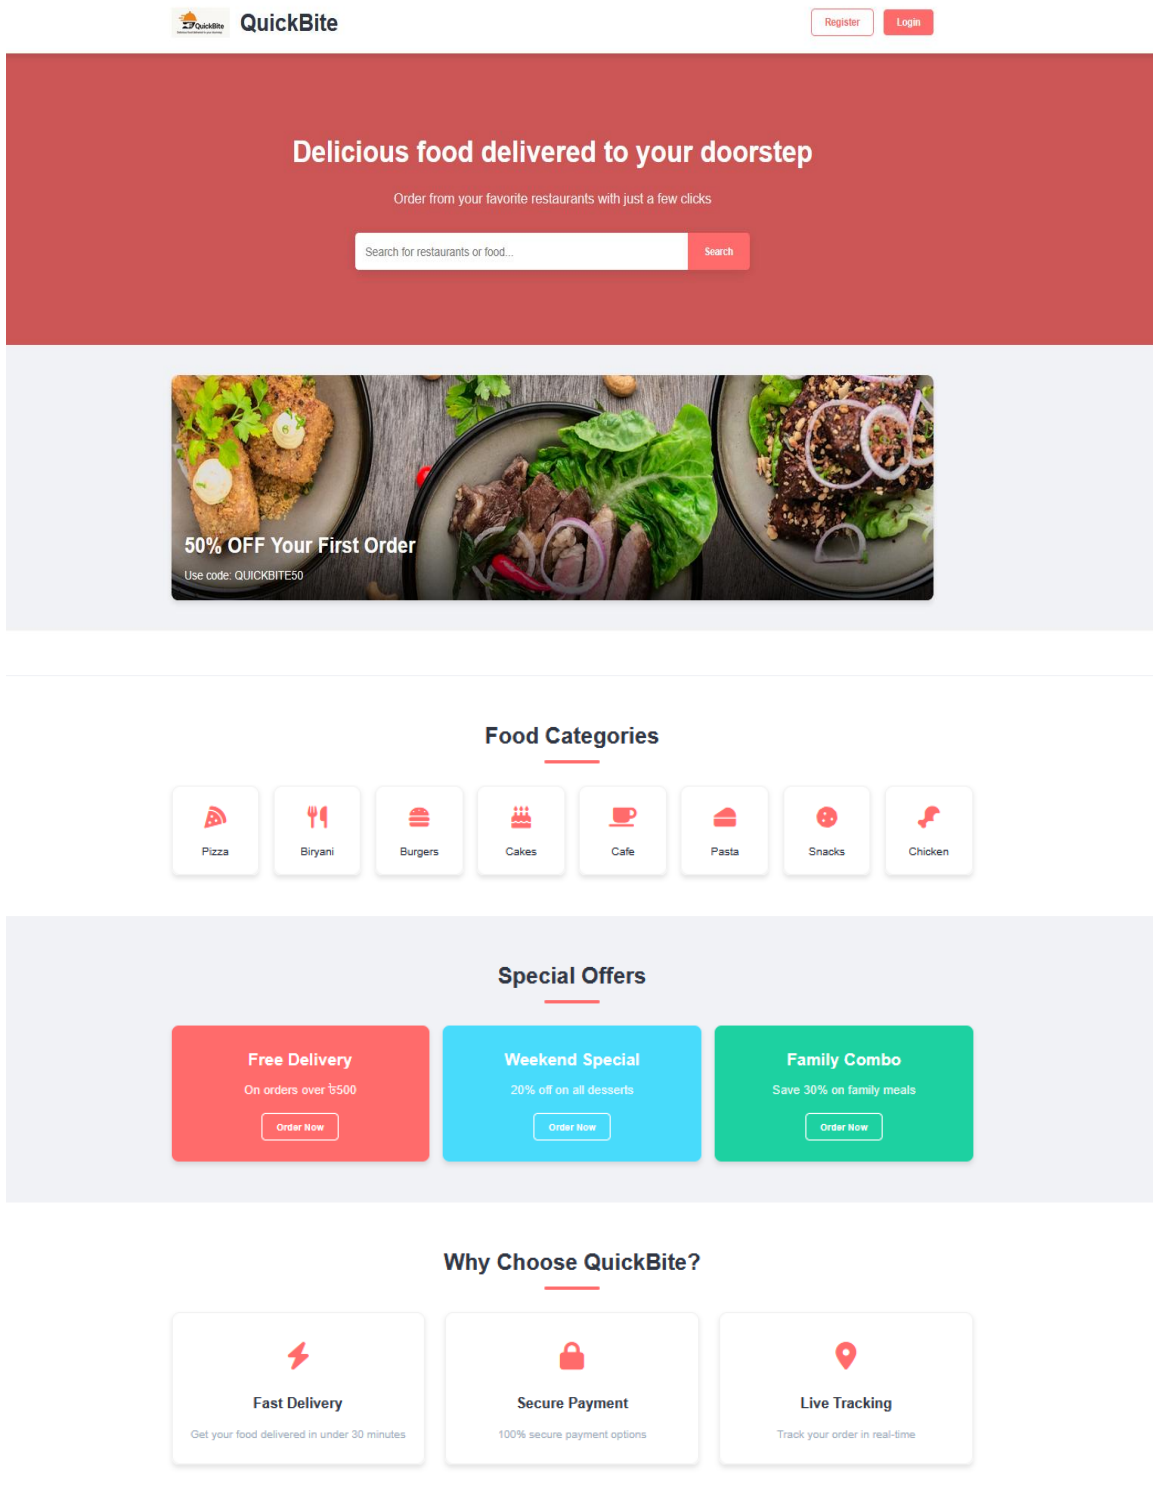 QuickBite
QuickBite
Register
Login
Delicious food delivered to your doorstep
Order from your favorite restaurants with just a few clicks
Search for restaurants or food...
Search
50% OFF Your First Order
Use code: QUICKBITE50
Food Categories
Pizza
Biryani
Burgers
Cakes
Cafe
Pasta
Snacks
Chicken
Special Offers
Free Delivery
On orders over ৳500
Order Now
Weekend Special
20% off on all desserts
Order Now
Family Combo
Save 30% on family meals
Order Now
Why Choose QuickBite?
Fast Delivery
Get your food delivered in under 30 minutes
Secure Payment
100% secure payment options
Live Tracking
Track your order in real-time